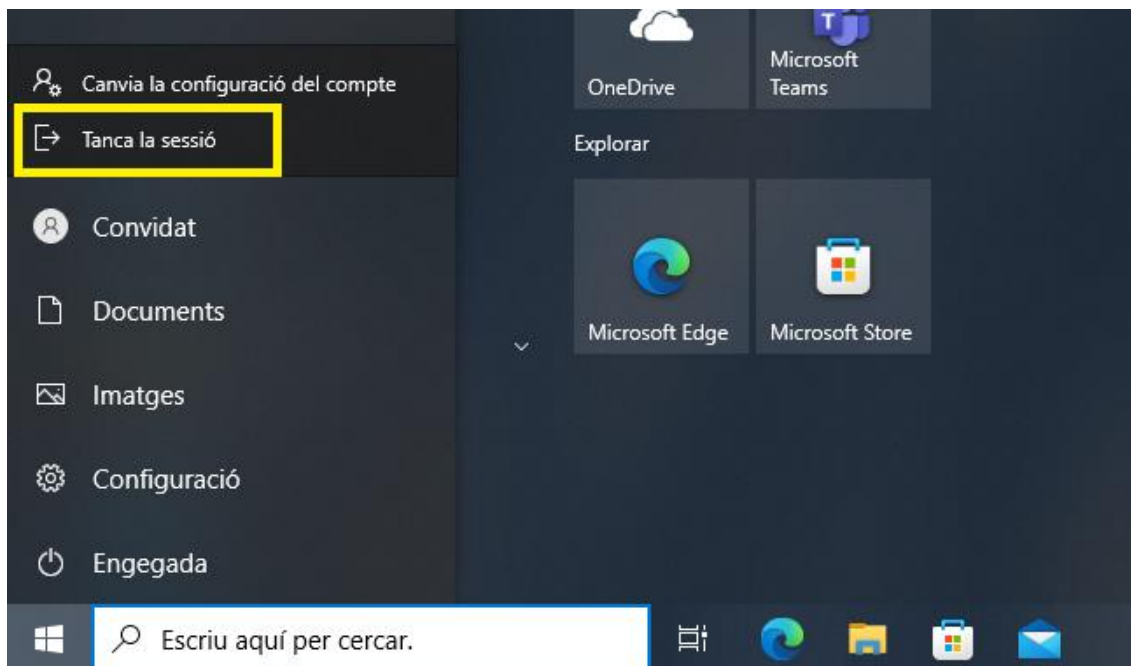 Canvia la configuració del compte
Tanca la sessió
Convidat
Documents
Imatges
Configuració
Engegada
Escriu aquí per cercar.
OneDrive
T
Microsoft
Teams
Explorar
Microsoft Edge
Microsoft Store